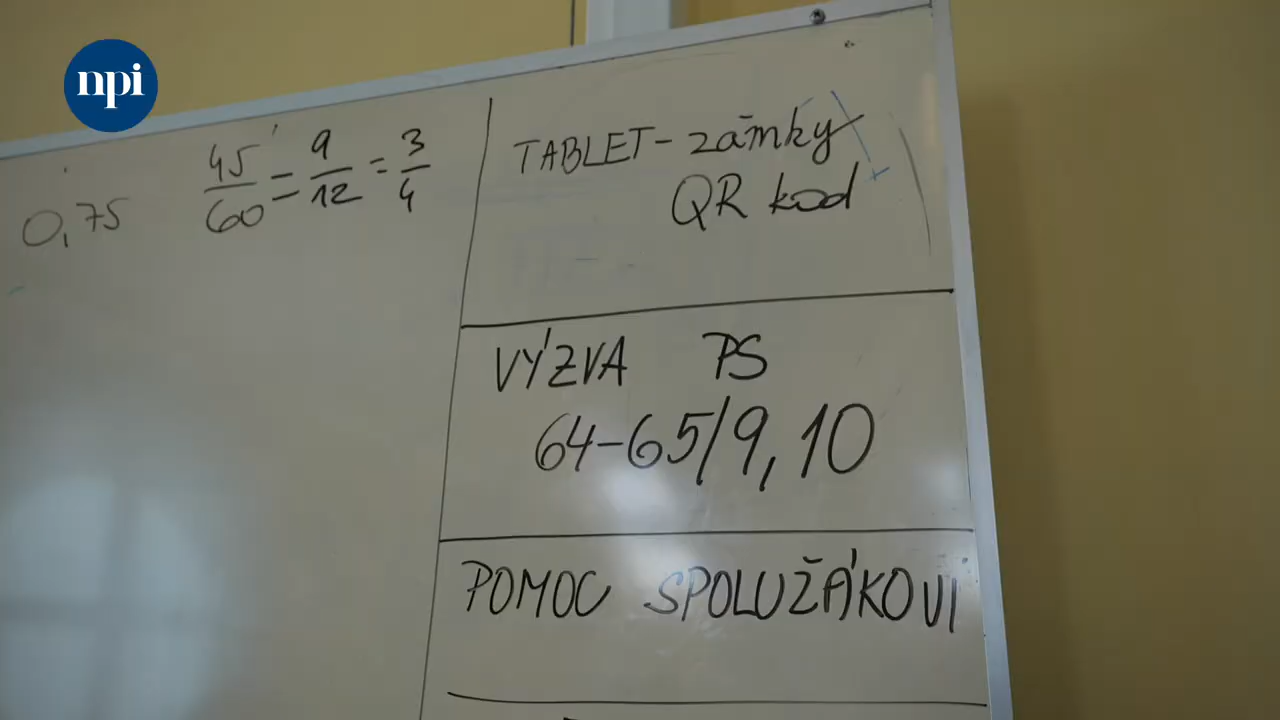 npi
0,75
45/60 = 9/12 = 3/4
TABLET - zámky
QR kod
VÝZVA PS
64-65/9, 10
POMOC SPOLUŽÁKOVI